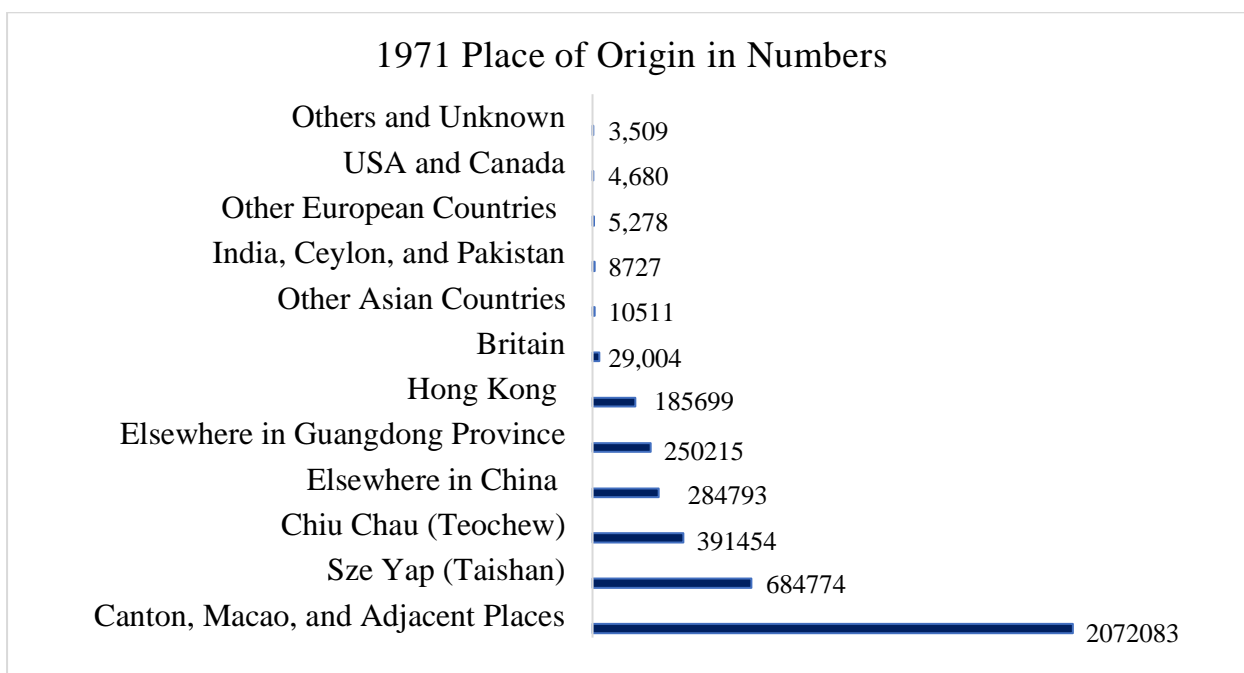 1971 Place of Origin in Numbers
Others and Unknown 3,509
USA and Canada 4,680
Other European Countries 5,278
India, Ceylon, and Pakistan 8727
Other Asian Countries 10511
Britain 29,004
Hong Kong 185699
Elsewhere in Guangdong Province 250215
Elsewhere in China 284793
Chiu Chau (Teochew) 391454
Sze Yap (Taishan) 684774
Canton, Macao, and Adjacent Places 2072083